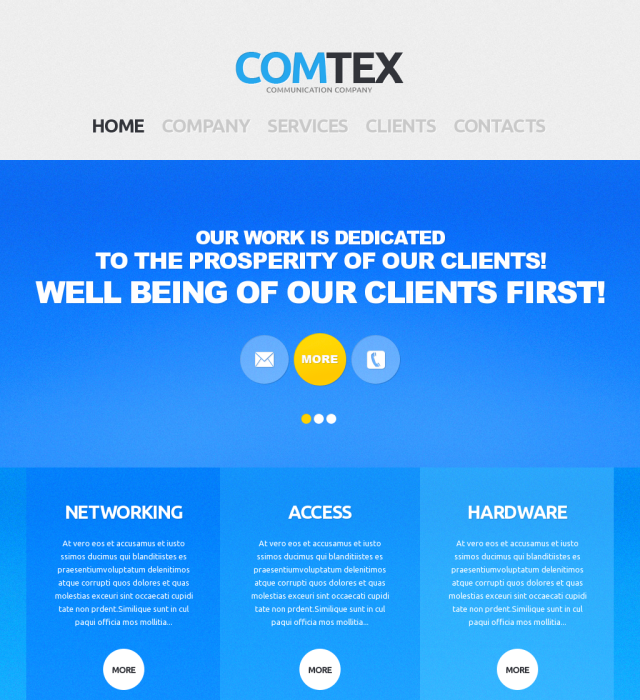 COMTEX
COMMUNICATION COMPANY
HOME COMPANY SERVICES CLIENTS CONTACTS
OUR WORK IS DEDICATED
TO THE PROSPERITY OF OUR CLIENTS!
WELL BEING OF OUR CLIENTS FIRST!
MORE
NETWORKING
At vero eos et accusamus et iusto
ssimos ducimus qui blanditiistes es
praesentiumvoluptatum delenitimos
atque corrupti quos dolores et quas
molestias exceuri sint occaecati cupidi
tate non prdent.Similique sunt in cul
paqui officia mos mollitia...
MORE
ACCESS
At vero eos et accusamus et iusto
ssimos ducimus qui blanditiistes es
praesentiumvoluptatum delenitimos
atque corrupti quos dolores et quas
molestias exceuri sint occaecati cupidi
tate non prdent.Similique sunt in cul
paqui officia mos mollitia...
MORE
HARDWARE
At vero eos et accusamus et iusto
ssimos ducimus qui blanditiistes es
praesentiumvoluptatum delenitimos
atque corrupti quos dolores et quas
molestias exceuri sint occaecati cupidi
tate non prdent.Similique sunt in cul
paqui officia mos mollitia...
MORE